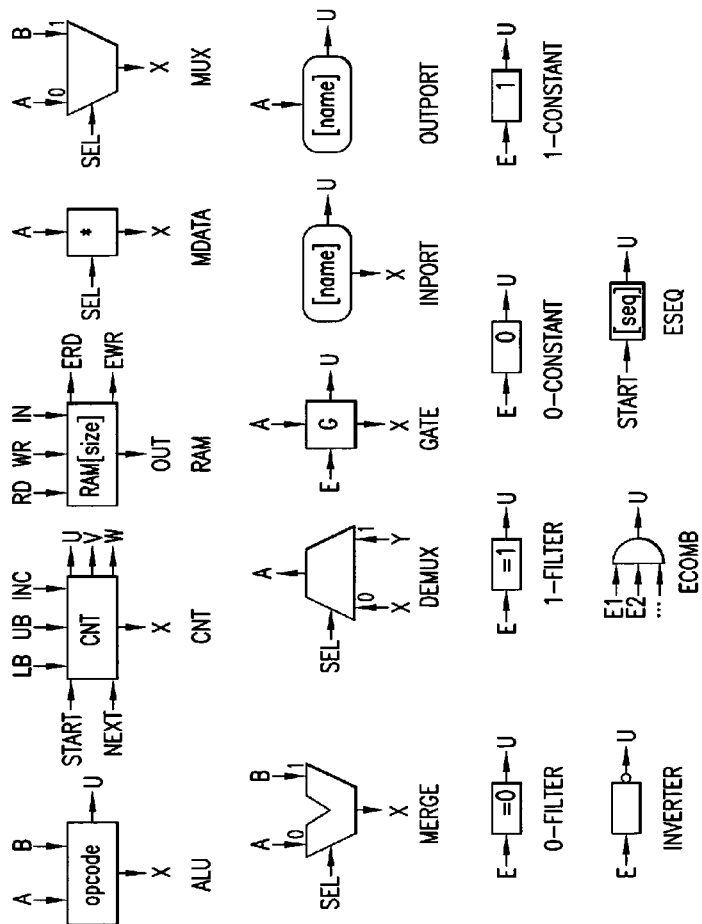 A B
opcode U
X
ALU
LB UB INC
START CNT U
V
NEXT W
X
CNT
RD WR IN
RAM[size] ERD
EWR
OUT
RAM
A
SEL *
X
MDATA
A B
0 1
SEL
X
MUX
A B
0 1
SEL
X
MERGE
A
SEL
0 1
X Y
DEMUX
A
E G U
X
GATE
[name] U
X
INPORT
A
[name] U
OUTPORT
E =0 U
0-FILTER
E =1 U
1-FILTER
E 0 U
0-CONSTANT
E 1 U
1-CONSTANT
E U
INVERTER
E1
E2 U
...
ECOMB
START [seq] U
ESEQ